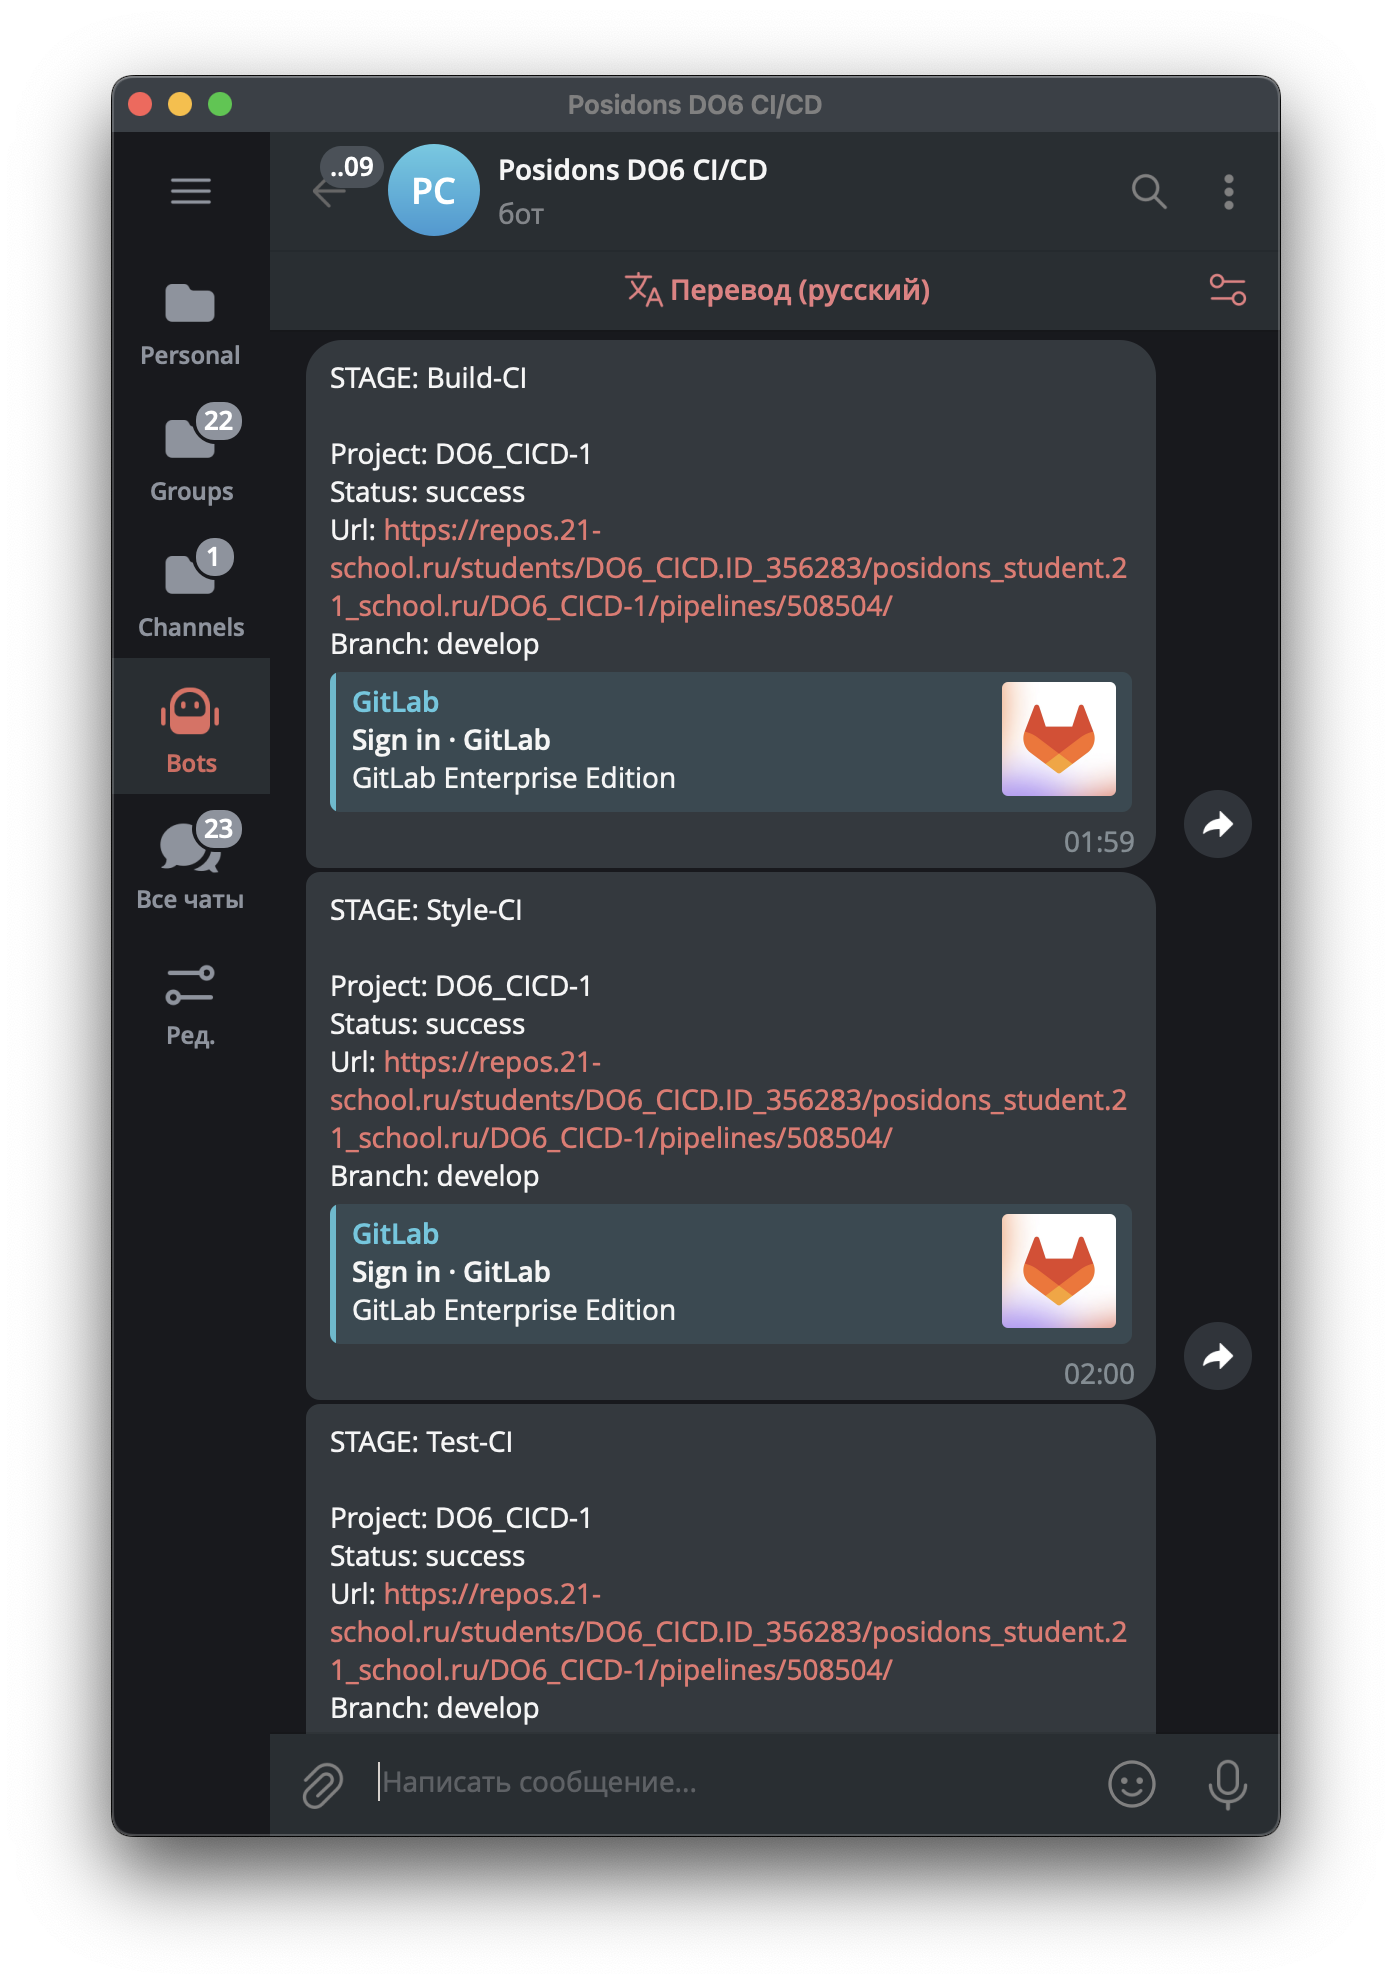 Posidons DO6 CI/CD
..09
PC
Posidons DO6 CI/CD
бот
Перевод (русский)
Personal
22
Groups
1
Channels
Bots
23
Все чаты
Ред.
STAGE: Build-CI
Project: DO6_CICD-1
Status: success
Url: https://repos.21-
school.ru/students/DO6_CICD.ID_356283/posidons_student.2
1_school.ru/DO6_CICD-1/pipelines/508504/
Branch: develop
GitLab
Sign in · GitLab
GitLab Enterprise Edition
01:59
STAGE: Style-CI
Project: DO6_CICD-1
Status: success
Url: https://repos.21-
school.ru/students/DO6_CICD.ID_356283/posidons_student.2
1_school.ru/DO6_CICD-1/pipelines/508504/
Branch: develop
GitLab
Sign in · GitLab
GitLab Enterprise Edition
02:00
STAGE: Test-CI
Project: DO6_CICD-1
Status: success
Url: https://repos.21-
school.ru/students/DO6_CICD.ID_356283/posidons_student.2
1_school.ru/DO6_CICD-1/pipelines/508504/
Branch: develop
Написать сообщение...